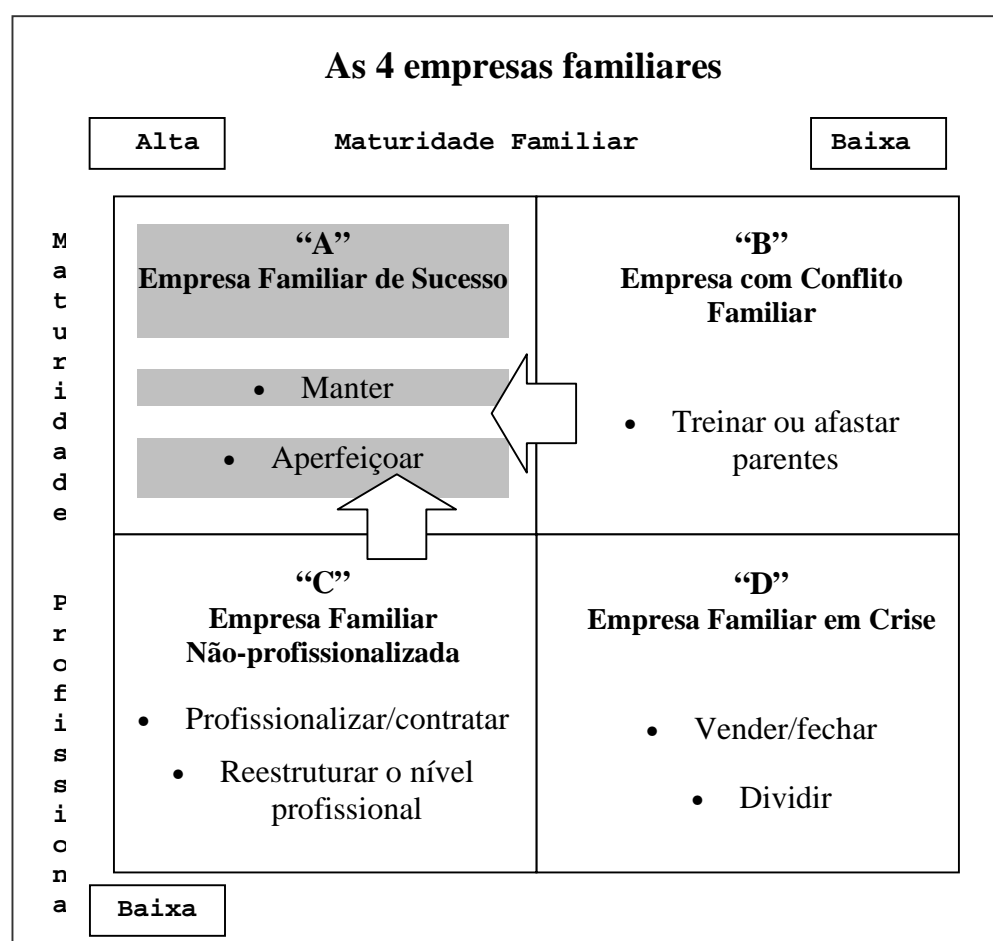 As 4 empresas familiares
Alta
Maturidade Familiar
Baixa
Maturidade Profissiona
“A”
Empresa Familiar de Sucesso
• Manter
• Aperfeiçoar
“B”
Empresa com Conflito
Familiar
• Treinar ou afastar
parentes
“C”
Empresa Familiar
Não-profissionalizada
• Profissionalizar/contratar
• Reestruturar o nível
profissional
“D”
Empresa Familiar em Crise
• Vender/fechar
• Dividir
Baixa